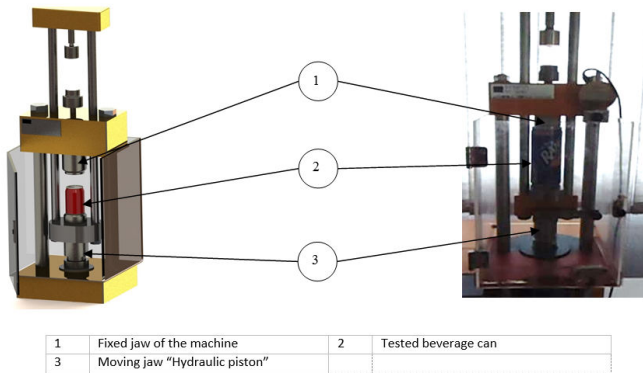 1
2
3
1 Fixed jaw of the machine 2 Tested beverage can
3 Moving jaw “Hydraulic piston”